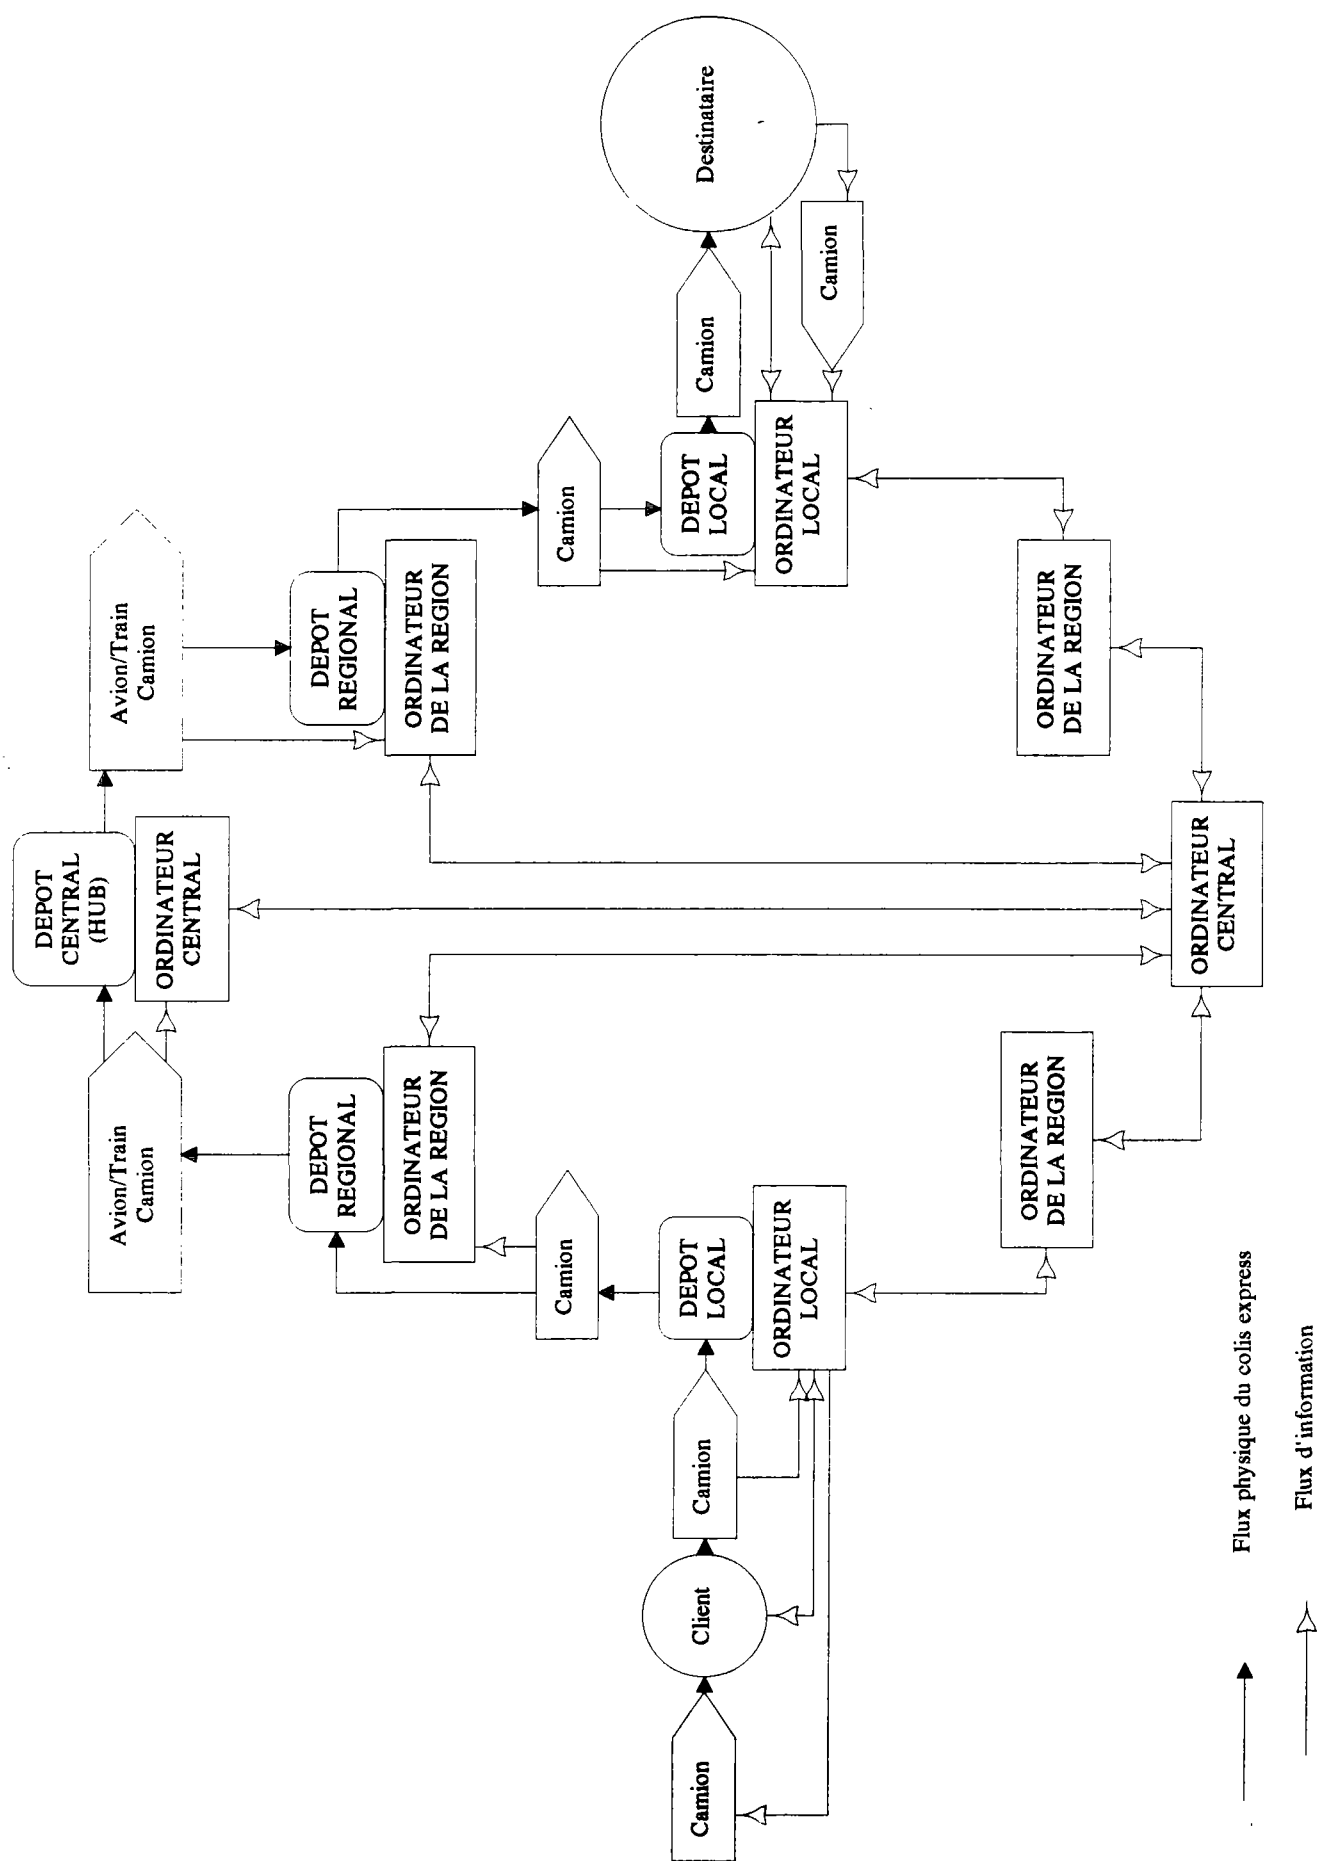 DEPOT
CENTRAL
(HUB)
Avion/Train
Camion
ORDINATEUR
CENTRAL
Avion/Train
Camion
DEPOT
REGIONAL
ORDINATEUR
DE LA REGION
DEPOT
REGIONAL
ORDINATEUR
DE LA REGION
Camion
Camion
Camion
Client
Camion
DEPOT
LOCAL
ORDINATEUR
LOCAL
DEPOT
LOCAL
ORDINATEUR
LOCAL
Camion
Destinataire
Camion
ORDINATEUR
DE LA REGION
ORDINATEUR
DE LA REGION
ORDINATEUR
CENTRAL
Flux physique du colis express
Flux d'information